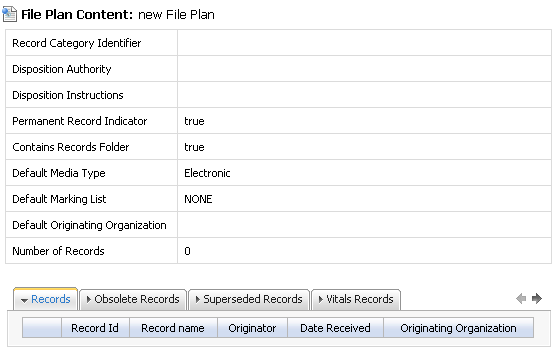 File Plan Content: new File Plan
Record Category Identifier
Disposition Authority
Disposition Instructions
Permanent Record Indicator true
Contains Records Folder true
Default Media Type Electronic
Default Marking List NONE
Default Originating Organization
Number of Records 0
Records Obsolete Records Superseded Records Vitals Records
Record Id Record name Originator Date Received Originating Organization